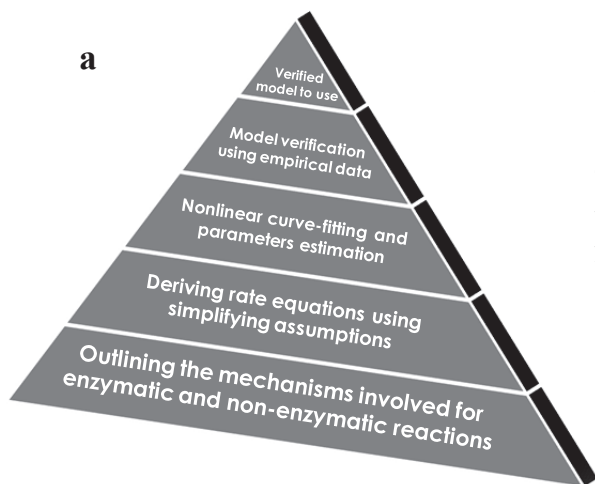 a
Verified
model to use
Model verification
using empirical data
Nonlinear curve-fitting and
parameters estimation
Deriving rate equations using
simplifying assumptions
Outlining the mechanisms involved for
enzymatic and non-enzymatic reactions